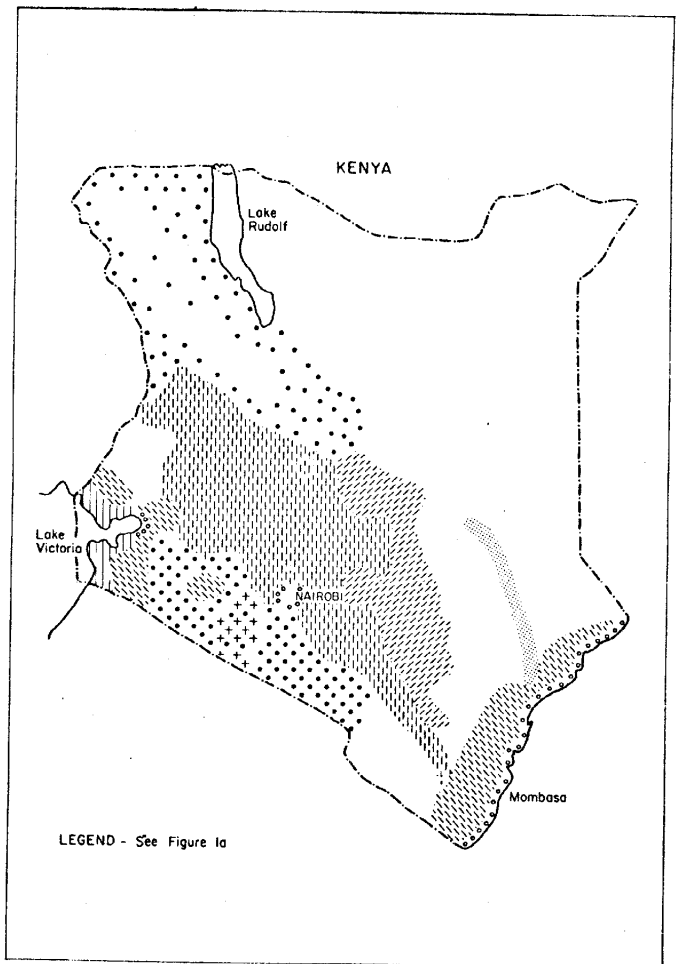 KENYA
Lake
Rudolf
Lake
Victoria
NAIROBI
Mombasa
LEGEND - See Figure 1a